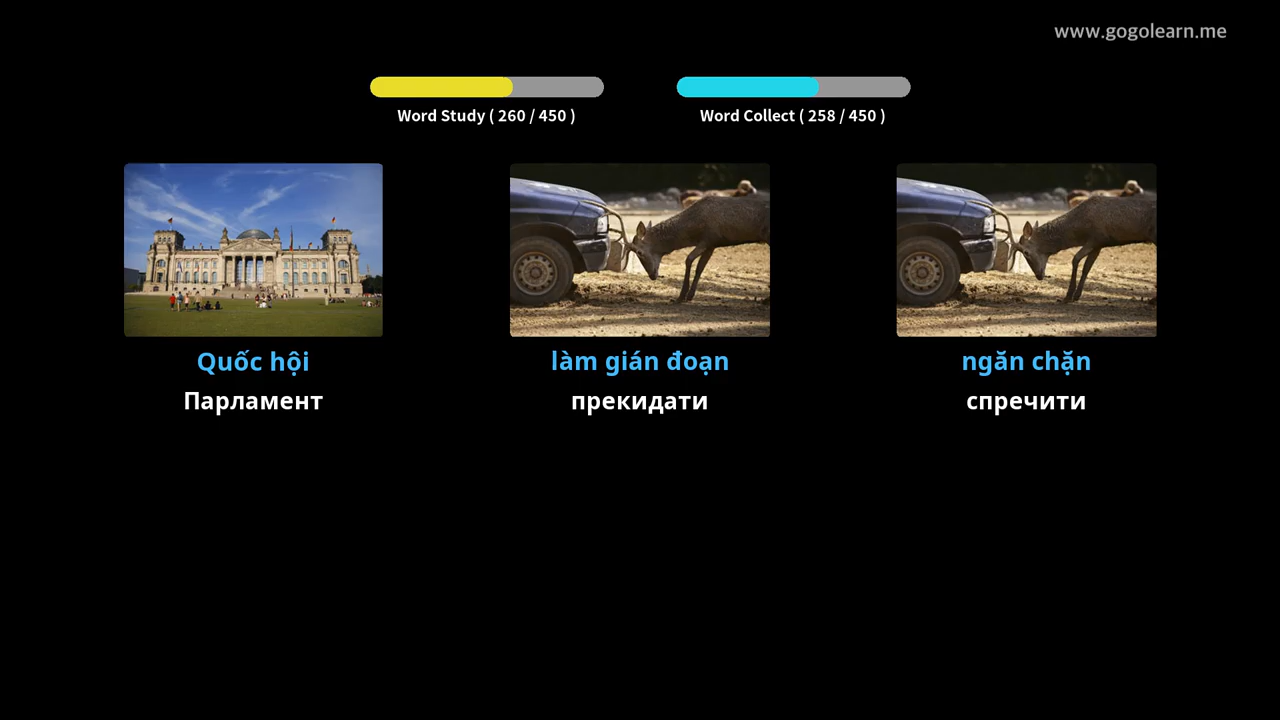 www.gogolearn.me
Word Study ( 260 / 450 )
Word Collect ( 258 / 450 )
Quốc hội
Парламент
làm gián đoạn
прекидати
ngăn chặn
спречити